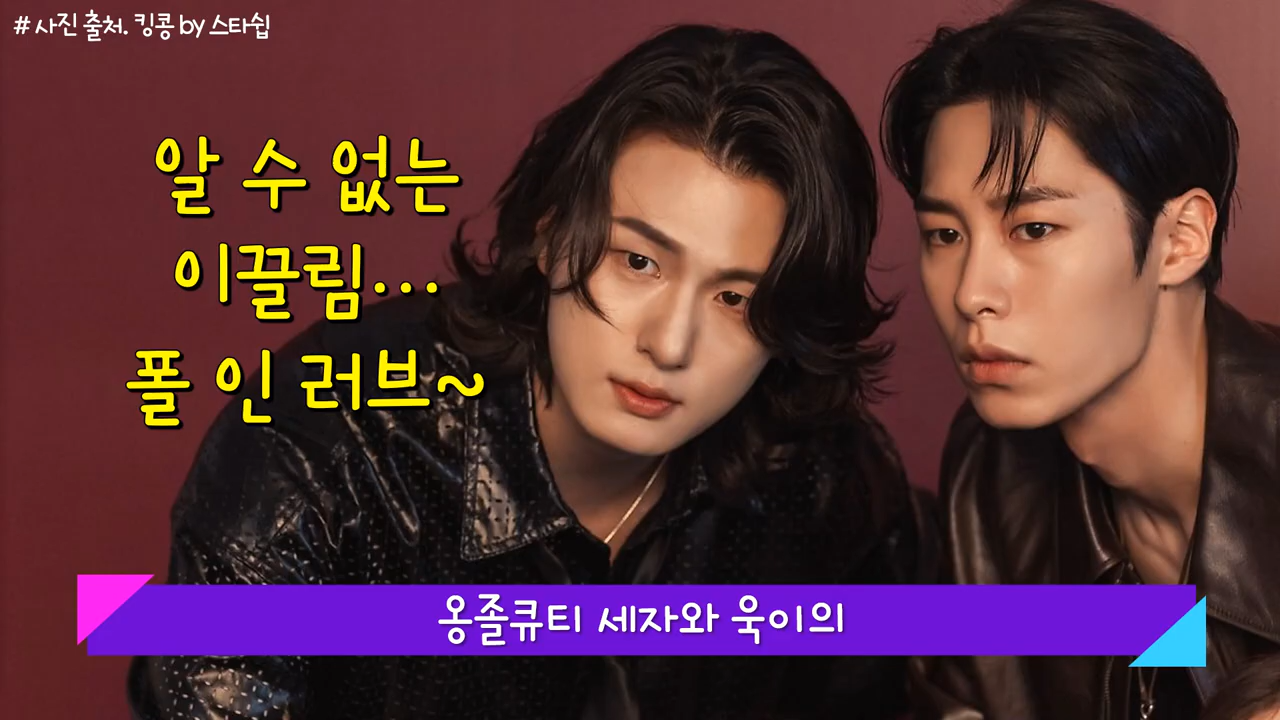 # 사진 출처. 킹콩 by 스타쉽
알 수 없는
이끌림...
폴 인 러브~
옹졸큐티 세자와 욱이의